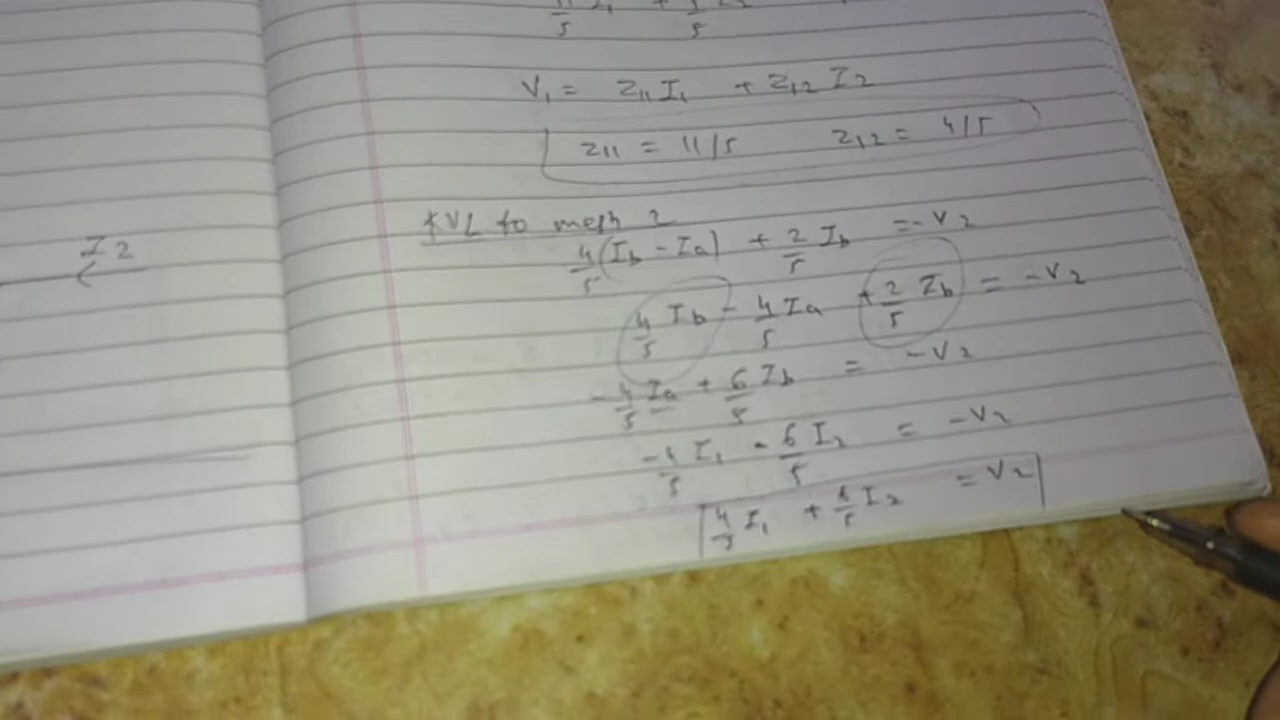 V1 = Z11 I1 + Z12 I2
Z11 = 11/5 Z12 = 4/5
KVL to mesh 2
4/5 (Ib - Ia) + 2/5 Ib = -V2
4/5 Ib - 4/5 Ia + 2/5 Ib = -V2
I2
-4/5 Ia + 6/5 Ib = -V2
-4/5 I1 - 6/5 I2 = -V2
4/5 I1 + 6/5 I2 = V2